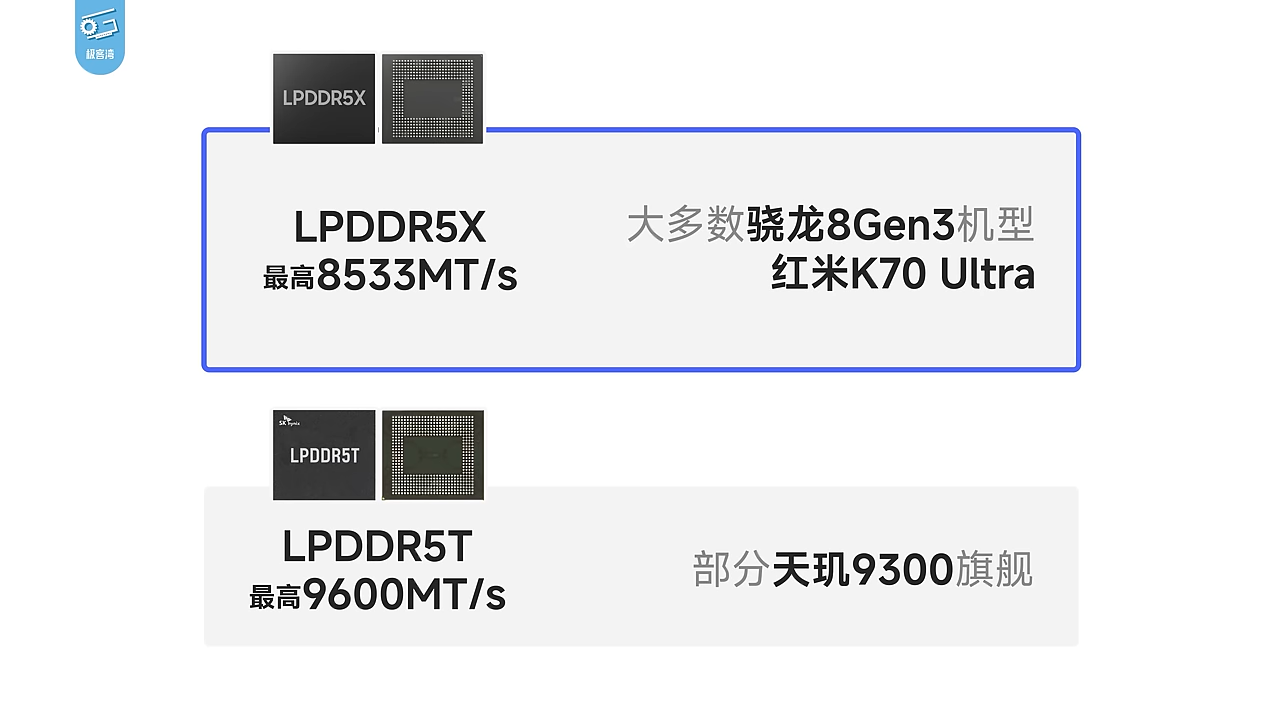 极客湾
LPDDR5X
LPDDR5X
最高8533MT/s
大多数骁龙8Gen3机型
红米K70 Ultra
SK hynix
LPDDR5T
LPDDR5T
最高9600MT/s
部分天玑9300旗舰